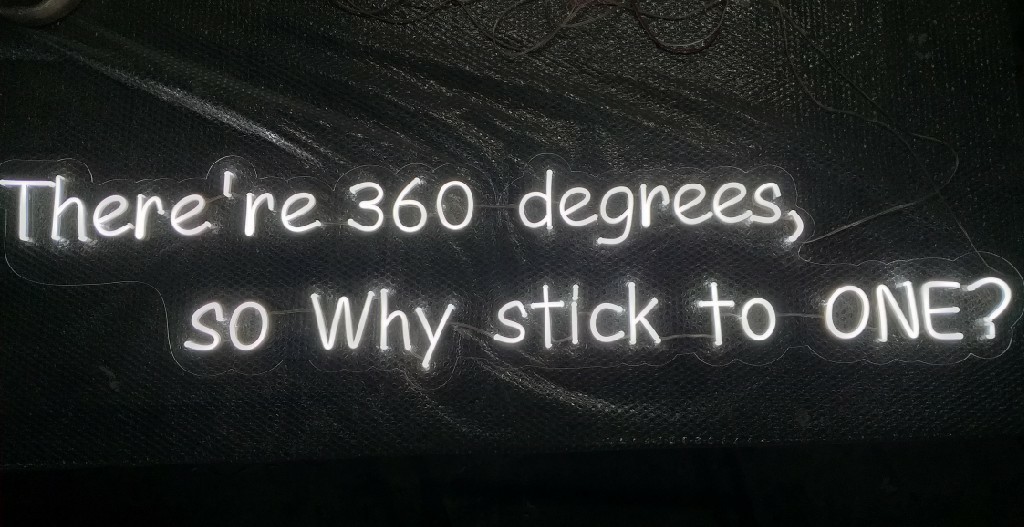 There're 360 degrees,
so Why stick to ONE?